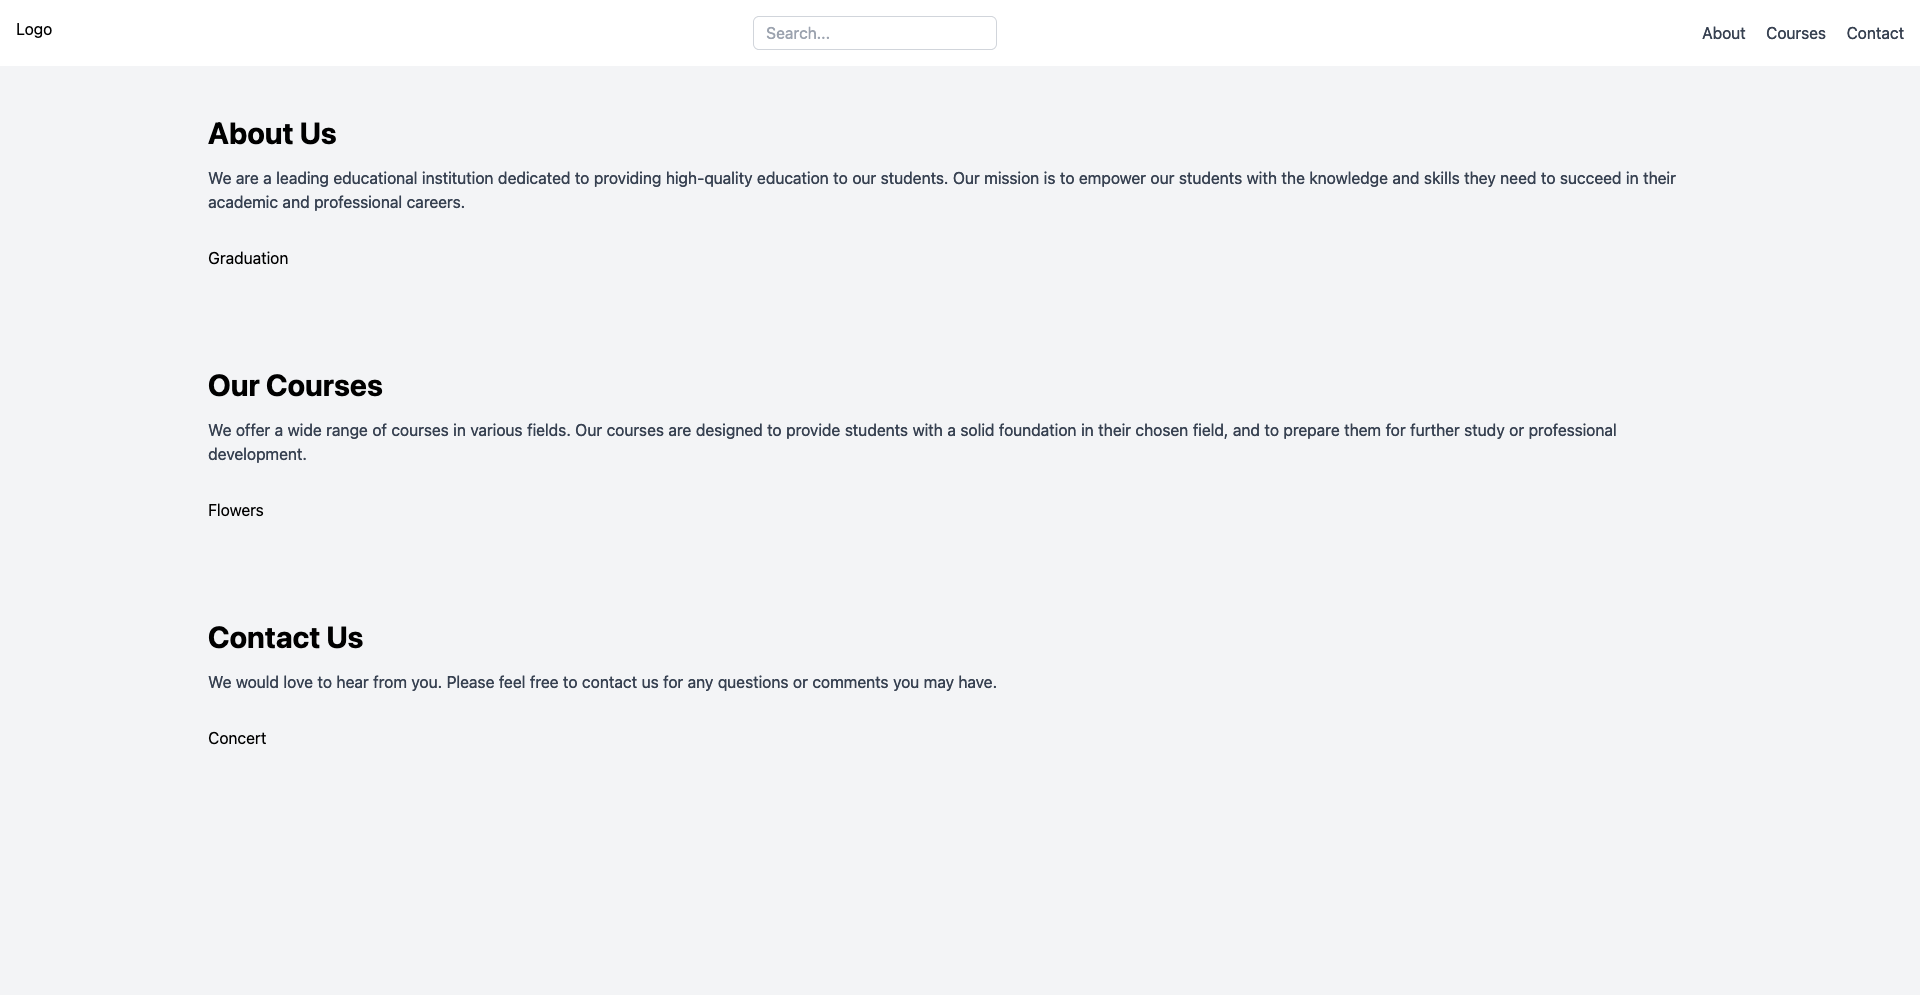 Logo
Search...
About
Courses
Contact
About Us
We are a leading educational institution dedicated to providing high-quality education to our students. Our mission is to empower our students with the knowledge and skills they need to succeed in their
academic and professional careers.
Graduation
Our Courses
We offer a wide range of courses in various fields. Our courses are designed to provide students with a solid foundation in their chosen field, and to prepare them for further study or professional
development.
Flowers
Contact Us
We would love to hear from you. Please feel free to contact us for any questions or comments you may have.
Concert